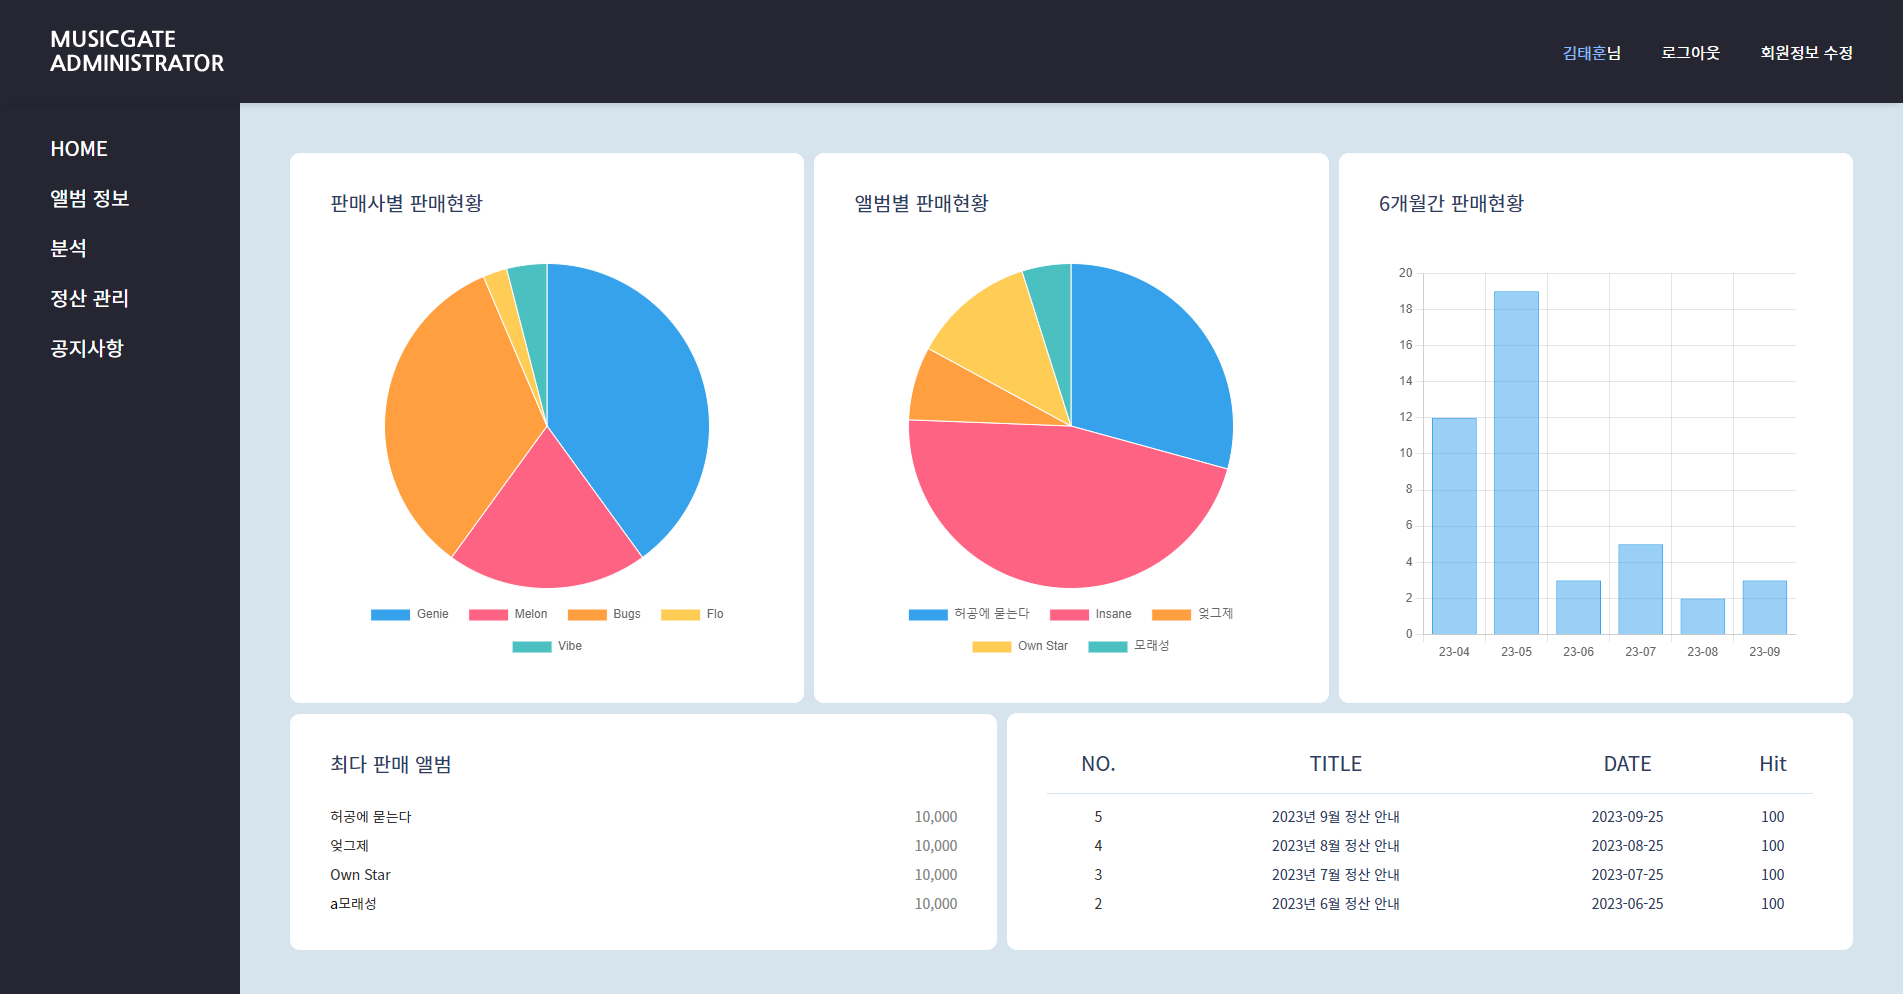 MUSICGATE
ADMINISTRATOR
김태훈님 로그아웃 회원정보 수정
HOME
앨범 정보
분석
정산 관리
공지사항
판매사별 판매현황
Genie Melon Bugs Flo
Vibe
앨범별 판매현황
허공에 묻는다 Insane 엊그제
Own Star 모래성
6개월간 판매현황
20
18
16
14
12
10
8
6
4
2
0
23-04 23-05 23-06 23-07 23-08 23-09
최다 판매 앨범
허공에 묻는다 10,000
엊그제 10,000
Own Star 10,000
a모래성 10,000
NO. TITLE DATE Hit
5 2023년 9월 정산 안내 2023-09-25 100
4 2023년 8월 정산 안내 2023-08-25 100
3 2023년 7월 정산 안내 2023-07-25 100
2 2023년 6월 정산 안내 2023-06-25 100